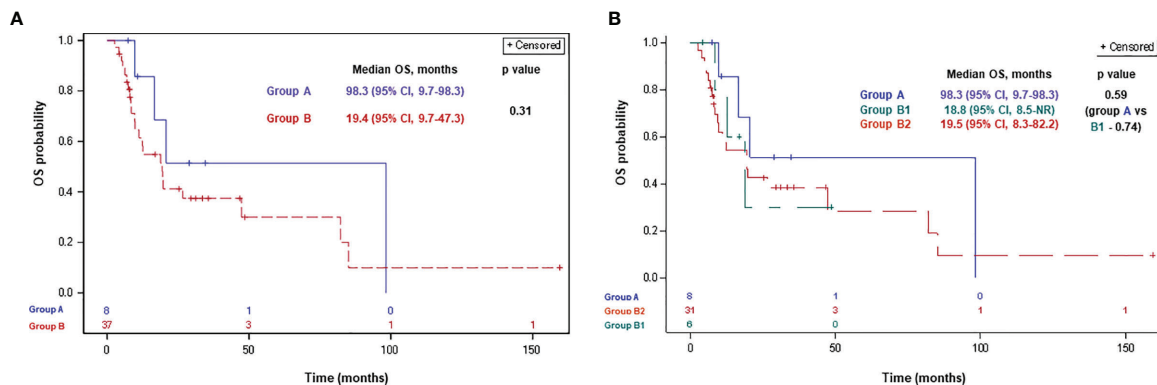 A
+ Censored
Median OS, months
p value
Group A
98.3 (95% CI, 9.7-98.3)
0.31
Group B
19.4 (95% CI, 9.7-47.3)
OS probability
1.0
0.8
0.6
0.4
0.2
0.0
Group A 8 1 0
Group B 37 3 1 1
0 50 100 150
Time (months)
B
+ Censored
Median OS, months
p value
Group A 98.3 (95% CI, 9.7-98.3) 0.59
Group B1 18.8 (95% CI, 8.5-NR) (group A vs
Group B2 19.5 (95% CI, 8.3-82.2) B1 - 0.74)
OS probability
1.0
0.8
0.6
0.4
0.2
0.0
Group A 8 1 0
Group B2 31 3 1 1
Group B1 6 0
0 50 100 150
Time (months)